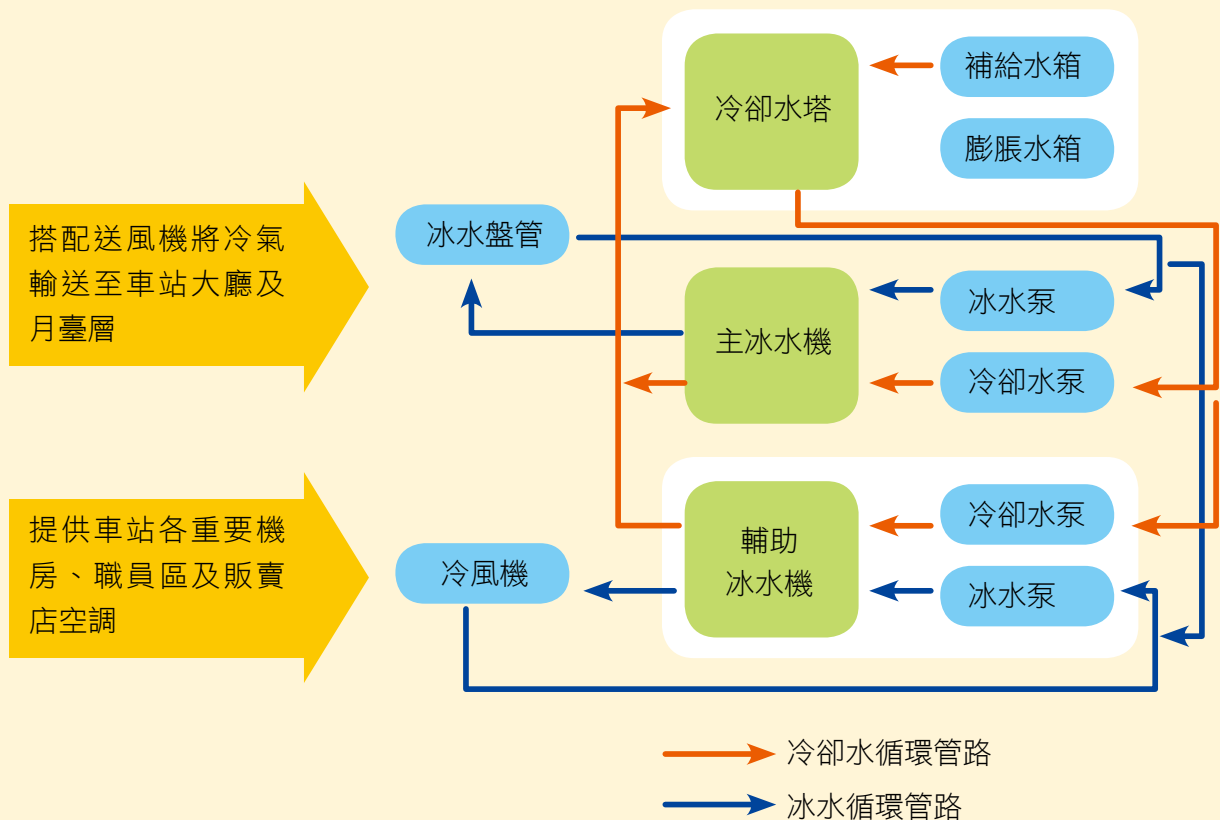 冷卻水塔
補給水箱
膨脹水箱
搭配送風機將冷氣
輸送至車站大廳及
月臺層
冰水盤管
主冰水機
冰水泵
冷卻水泵
提供車站各重要機
房、職員區及販賣
店空調
冷風機
輔助
冰水機
冷卻水泵
冰水泵
冷卻水循環管路
冰水循環管路